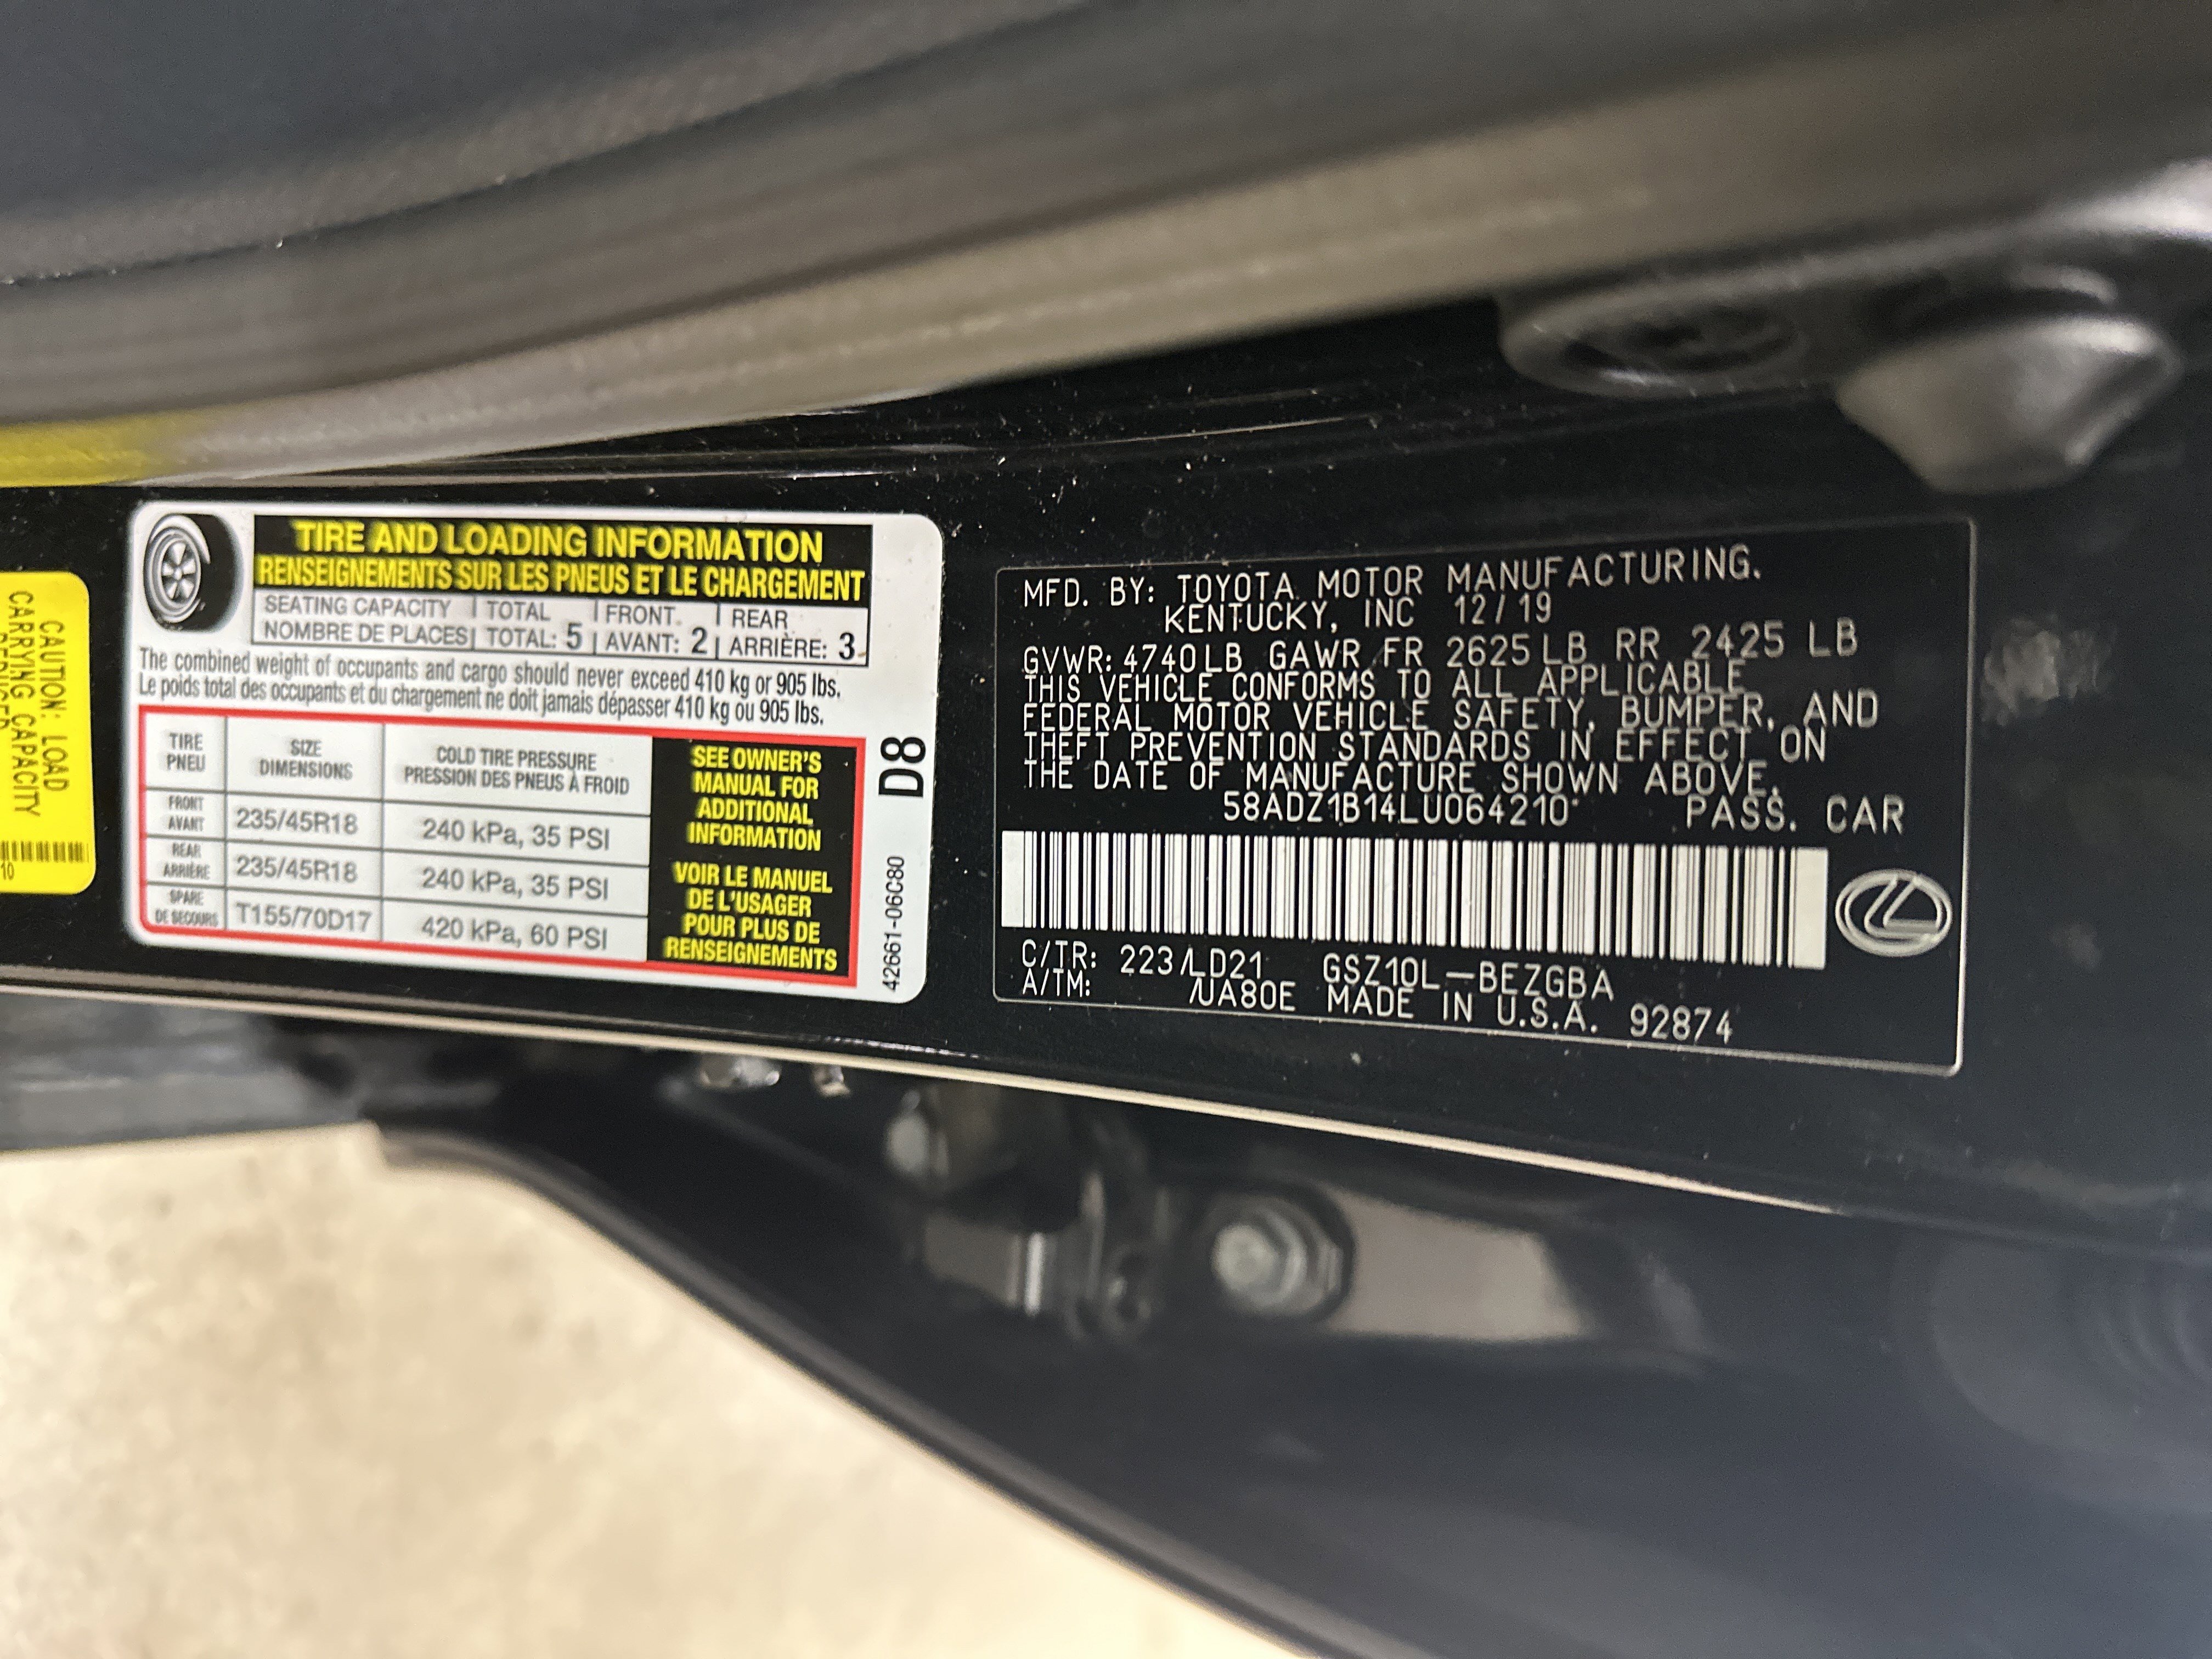 CAUTION: LOAD
CARRYING CAPACITY
REDUCED
10
TIRE AND LOADING INFORMATION
RENSEIGNEMENTS SUR LES PNEUS ET LE CHARGEMENT
SEATING CAPACITY | TOTAL | FRONT | REAR
NOMBRE DE PLACES | TOTAL: 5 | AVANT: 2 | ARRIÈRE: 3
The combined weight of occupants and cargo should never exceed 410 kg or 905 lbs.
Le poids total des occupants et du chargement ne doit jamais dépasser 410 kg ou 905 lbs.
TIRE
PNEU
SIZE
DIMENSIONS
COLD TIRE PRESSURE
PRESSION DES PNEUS À FROID
FRONT
AVANT
235/45R18
240 kPa, 35 PSI
REAR
ARRIÈRE
235/45R18
240 kPa, 35 PSI
SPARE
DE SECOURS
T155/70D17
420 kPa, 60 PSI
SEE OWNER'S
MANUAL FOR
ADDITIONAL
INFORMATION
VOIR LE MANUEL
DE L'USAGER
POUR PLUS DE
RENSEIGNEMENTS
D8
42661-06C80
MFD. BY: TOYOTA MOTOR MANUFACTURING.
KENTUCKY, INC 12/19
GVWR: 4740LB GAWR FR 2625LB RR 2425 LB
THIS VEHICLE CONFORMS TO ALL APPLICABLE
FEDERAL MOTOR VEHICLE SAFETY, BUMPER, AND
THEFT PREVENTION STANDARDS IN EFFECT ON
THE DATE OF MANUFACTURE SHOWN ABOVE.
58ADZ1B14LU064210 PASS. CAR
C/TR: 223/LD21 GSZ10L-BEZGBA
A/TM: /UA80E MADE IN U.S.A. 92874